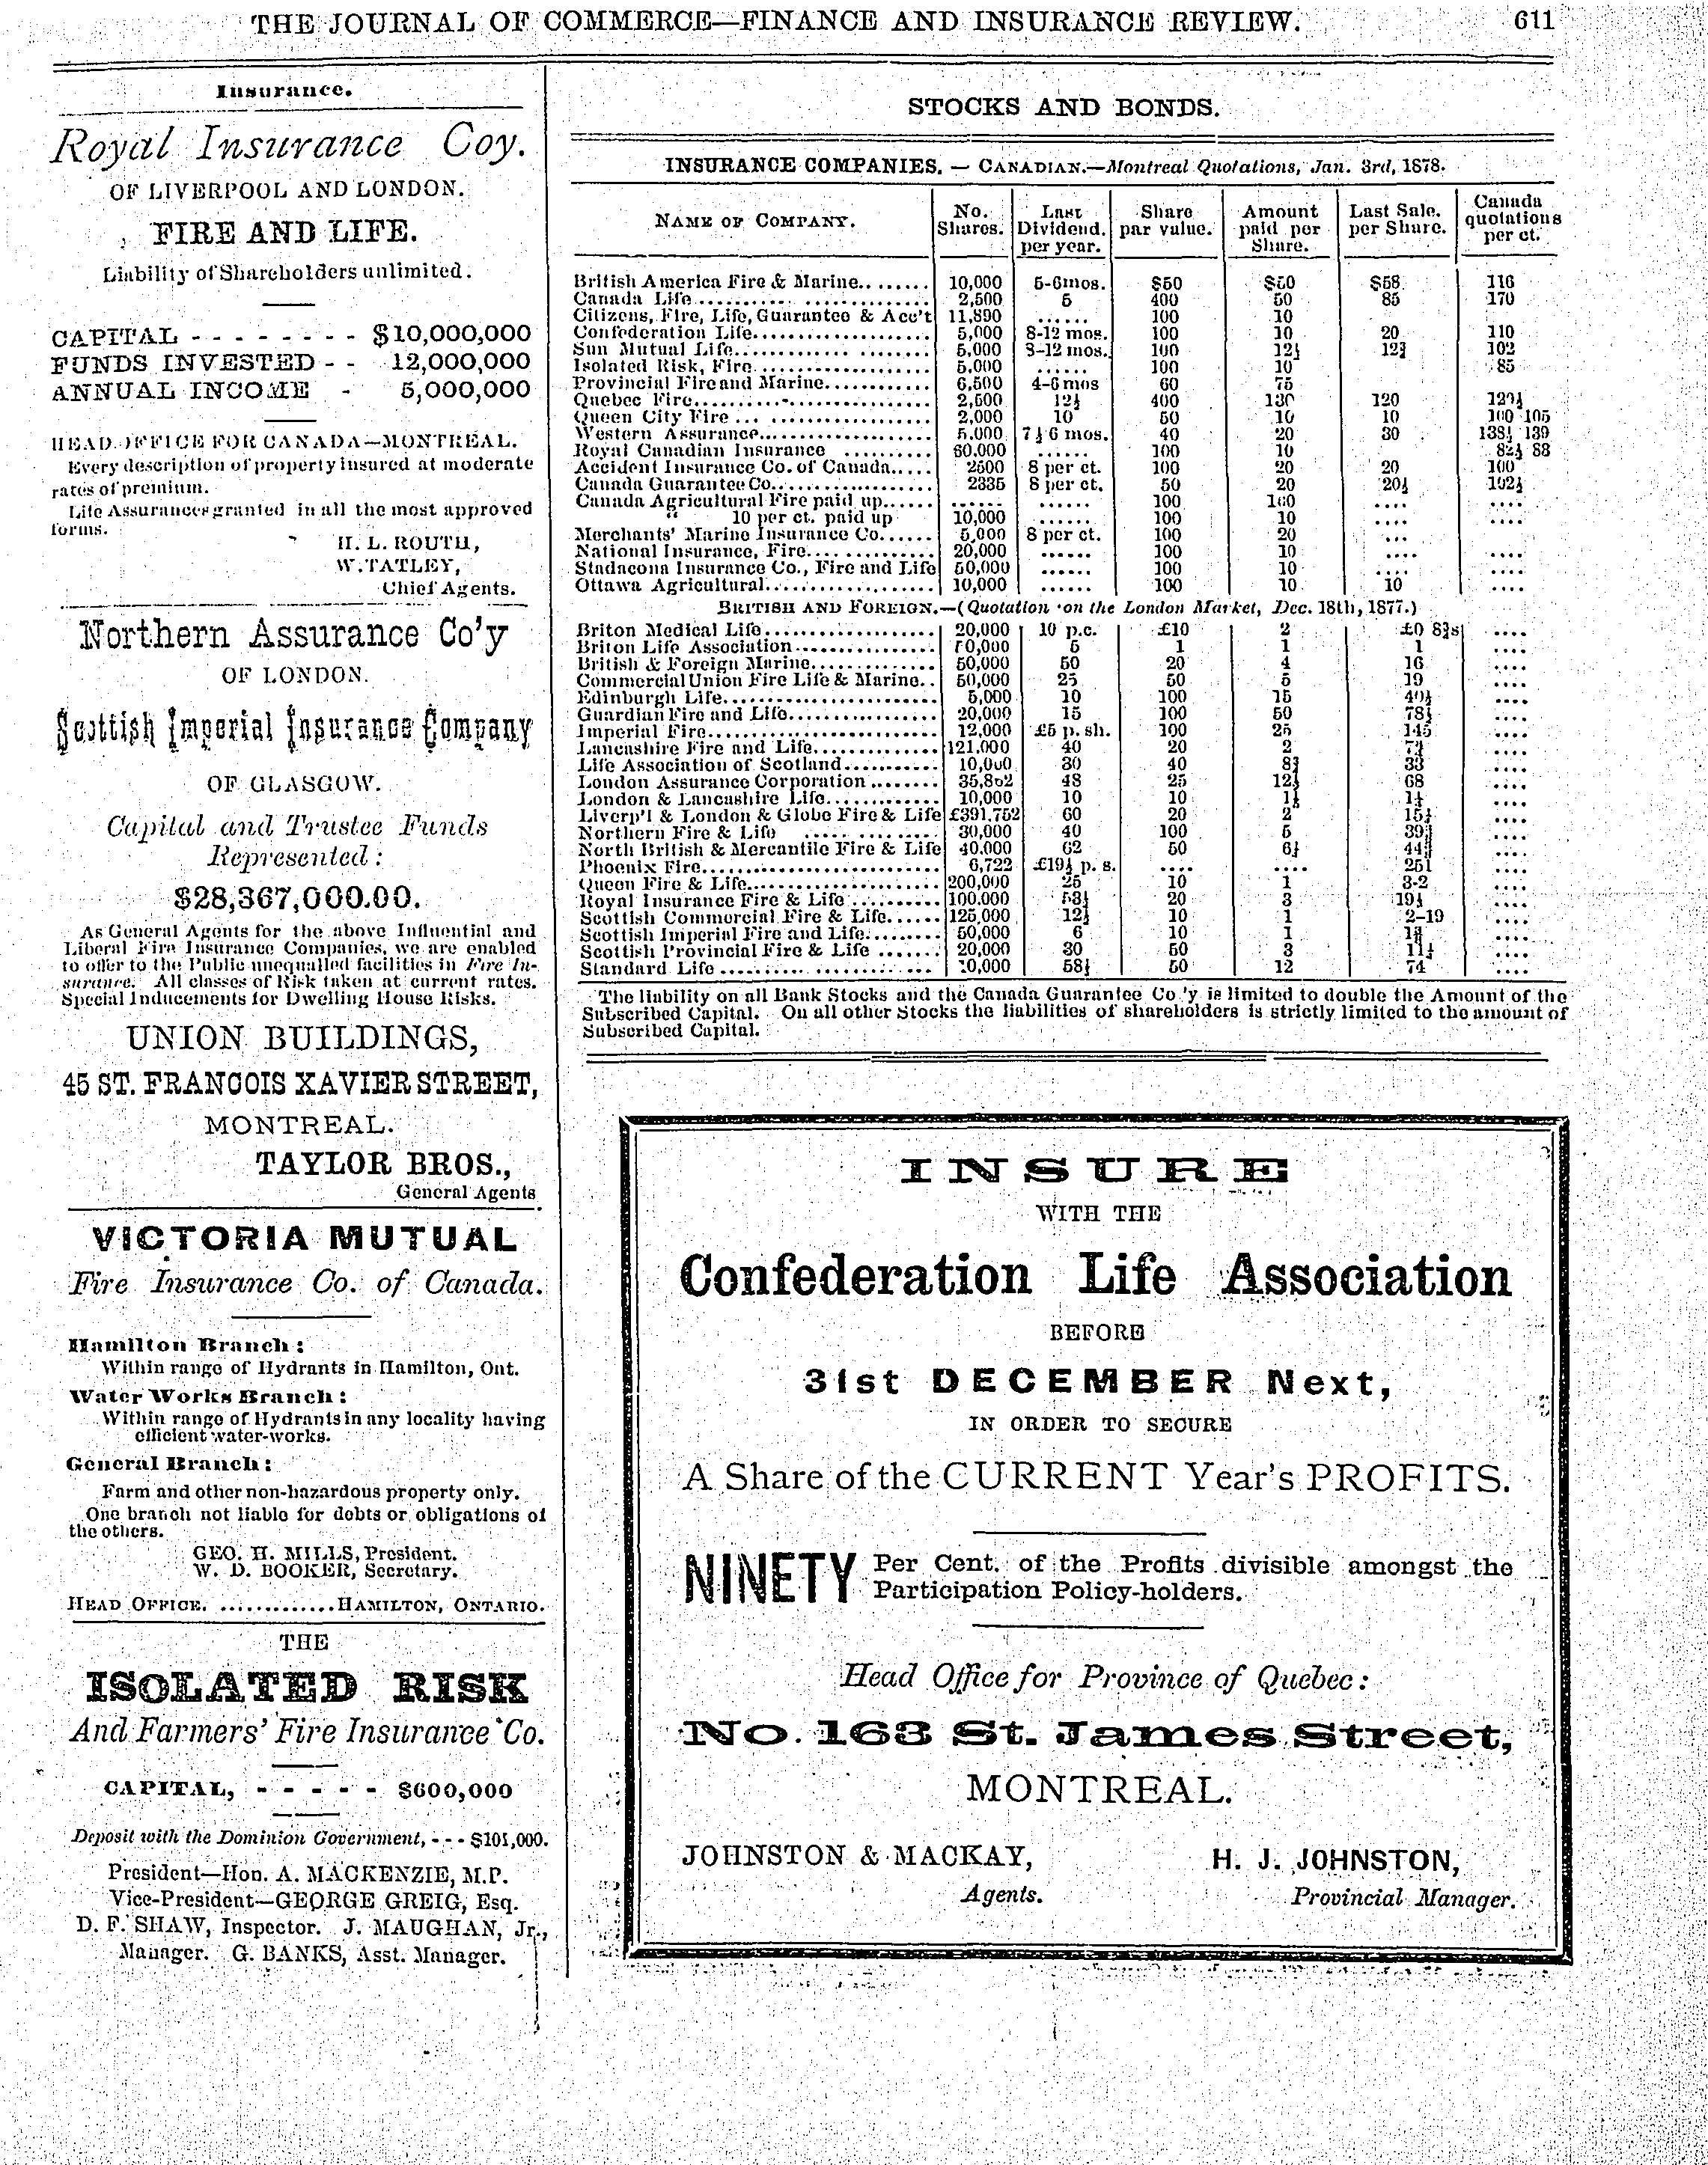 THE JOURNAL OF COMMERCE—FINANCE AND INSURANCE REVIEW. 611
Insurance.
Royal Insurance Coy.
OF LIVERPOOL AND LONDON.
FIRE AND LIFE.
Liability of Shareholders unlimited.
CAPITAL - - - - - - - - $10,000,000
FUNDS INVESTED - - 12,000,000
ANNUAL INCOME - 5,000,000
HEAD OFFICE FOR CANADA—MONTREAL.
Every description of property insured at moderate
rates of premium.
Life Assurances granted in all the most approved
forms.
H. L. ROUTH,
W. TATLEY,
Chief Agents.
Northern Assurance Co'y
OF LONDON.
Scottish Imperial Insurance Company
OF GLASGOW.
Capital and Trustee Funds
Represented:
$28,367,000.00.
As General Agents for the above Influential and
Liberal Fire Insurance Companies, we are enabled
to offer to the Public unequalled facilities in Fire In-
surance. All classes of Risk taken at current rates.
Special Inducements for Dwelling House Risks.
UNION BUILDINGS,
45 ST. FRANCOIS XAVIER STREET,
MONTREAL.
TAYLOR BROS.,
General Agents
VICTORIA MUTUAL
Fire Insurance Co. of Canada.
Hamilton Branch:
Within range of Hydrants in Hamilton, Ont.
Water Works Branch:
Within range of Hydrants in any locality having
efficient water-works.
General Branch:
Farm and other non-hazardous property only.
One branch not liable for debts or obligations of
the others.
GEO. H. MILLS, President.
W. D. BOOKER, Secretary.
HEAD OFFICE. .............HAMILTON, ONTARIO.
THE
ISOLATED RISK
And Farmers' Fire Insurance Co.
CAPITAL, - - - - - $600,000
Deposit with the Dominion Government, - - - $101,000.
President—Hon. A. MACKENZIE, M.P.
Vice-President—GEORGE GREIG, Esq.
D. F. SHAW, Inspector. J. MAUGHAN, Jr.,
Manager. G. BANKS, Asst. Manager.
STOCKS AND BONDS.
INSURANCE COMPANIES. — CANADIAN.—Montreal Quotations, Jan. 3rd, 1878.
NAME OF COMPANY. No. Shares. Last Dividend. per year. Share par value. Amount paid per Share. Last Sale. per Share. Canada quotations per ct.
British America Fire & Marine.. ....... 10,000 5-6mos. $50 $50 $58 116
Canada Life........... ............... 2,500 5 400 50 85 170
Citizens, Fire, Life, Guarantee & Acc't 11,890 ...... 100 10
Confederation Life.................... 5,000 8-12 mos. 100 10 20 110
Sun Mutual Life............ ......... 5,000 8-12 mos. 100 12½ 12¾ 102
Isolated Risk, Fire................... 5,000 ...... 100 10 85
Provincial Fire and Marine............ 6,500 4-6 mos 60 75
Quebec Fire.......................... 2,500 12½ 400 130 120
Queen City Fire ... .................. 2,000 10 50 10 10 100 105
Western Assurance................... 5,000 7½ 6 mos. 40 20 30 138½ 139
Royal Canadian Insurance .......... 60,000 ...... 100 10 82½ 88
Accident Insurance Co. of Canada..... 2500 8 per ct. 100 20 20 100
Canada Guarantee Co................. 2335 8 per ct. 50 20 20½ 102½
Canada Agricultural Fire paid up...... ...... ...... 100 100 .... ....
" 10 per ct. paid up 10,000 ...... 100 10 .... ....
Merchants' Marine Insurance Co...... 5,000 8 per ct. 100 20 ...
National Insurance, Fire.............. 20,000 ...... 100 10 .... ....
Stadacona Insurance Co., Fire and Life 50,000 ...... 100 10 .... ....
Ottawa Agricultural.................. 10,000 ...... 100 10 10 ....
BRITISH AND FOREIGN.—(Quotation on the London Market, Dec. 18th, 1877.)
Briton Medical Life................... 20,000 10 p.c. £10 2 £0 8¾s ....
Briton Life Association................ 5 1 1 1 ....
British & Foreign Marine............. 50,000 50 20 4 16 ....
Commercial Union Fire Life & Marine.. 50,000 25 50 5 19 ....
Edinburgh Life....................... 5,000 10 100 15 40½ ....
Guardian Fire and Life................ 20,000 15 100 50 78½ ....
Imperial Fire......................... 12,000 £5 p. sh. 100 25 145 ....
Lancashire Fire and Life.............. 121,000 40 20 2 ....
Life Association of Scotland........... 10,000 30 40 8¾ 33 ....
London Assurance Corporation ........ 35,862 48 25 12½ 68 ....
London & Lancashire Life............. 10,000 10 10 ....
Liverp'l & London & Globe Fire & Life £391,752 60 20 2 15½ ....
Northern Fire & Life ..... .......... 30,000 40 100 5 ....
North British & Mercantile Fire & Life 40,000 62 50 6¼ ....
Phoenix Fire.......................... 6,722 £19½ p. s. .... .... 251 ....
Queen Fire & Life..................... 200,000 25 10 1 3-2 ....
Royal Insurance Fire & Life .......... 100,000 53½ 20 3 19½ ....
Scottish Commercial Fire & Life...... 125,000 12½ 10 1 2-19 ....
Scottish Imperial Fire and Life......... 50,000 6 10 1 ....
Scottish Provincial Fire & Life ....... 20,000 30 50 3 ....
Standard Life ........................ 58½ 50 12 74 ....
The liability on all Bank Stocks and the Canada Guarantee Co'y is limited to double the Amount of the
Subscribed Capital. On all other Stocks the liabilities of shareholders is strictly limited to the amount of
Subscribed Capital.
INSURE
WITH THE
Confederation Life Association
BEFORE
31st DECEMBER Next,
IN ORDER TO SECURE
A Share of the CURRENT Year's PROFITS.
NINETY Per Cent. of the Profits divisible amongst the
Participation Policy-holders.
Head Office for Province of Quebec:
No. 163 St. James Street,
MONTREAL.
JOHNSTON & MACKAY, H. J. JOHNSTON,
Agents. Provincial Manager.